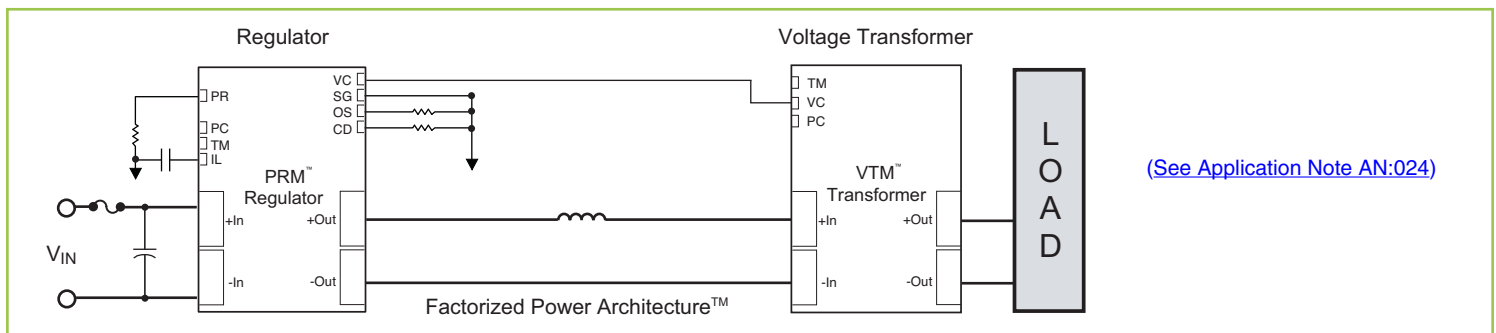 Regulator
Voltage Transformer
VC
SG
OS
CD
PR
PC
TM
IL
PRM™
Regulator
+In
-In
+Out
-Out
VIN
TM
VC
PC
VTM™
Transformer
+In
-In
+Out
-Out
LOAD
Factorized Power Architecture™
(See Application Note AN:024)